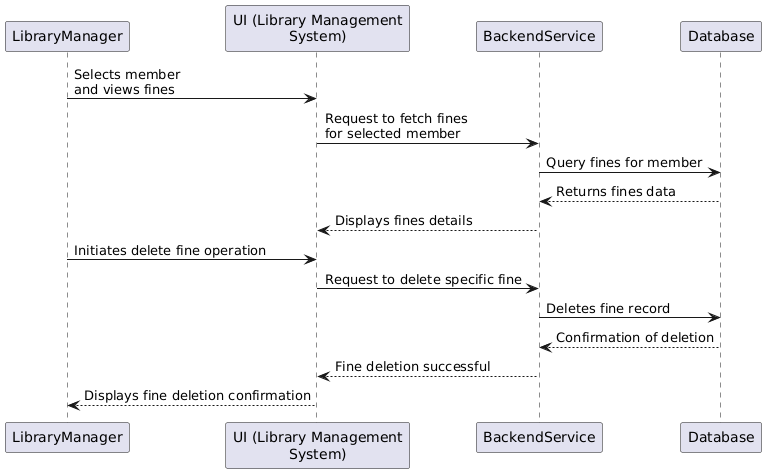 LibraryManager
UI (Library Management
System)
BackendService
Database
Selects member
and views fines
Request to fetch fines
for selected member
Query fines for member
Returns fines data
Displays fines details
Initiates delete fine operation
Request to delete specific fine
Deletes fine record
Confirmation of deletion
Fine deletion successful
Displays fine deletion confirmation
LibraryManager
UI (Library Management
System)
BackendService
Database